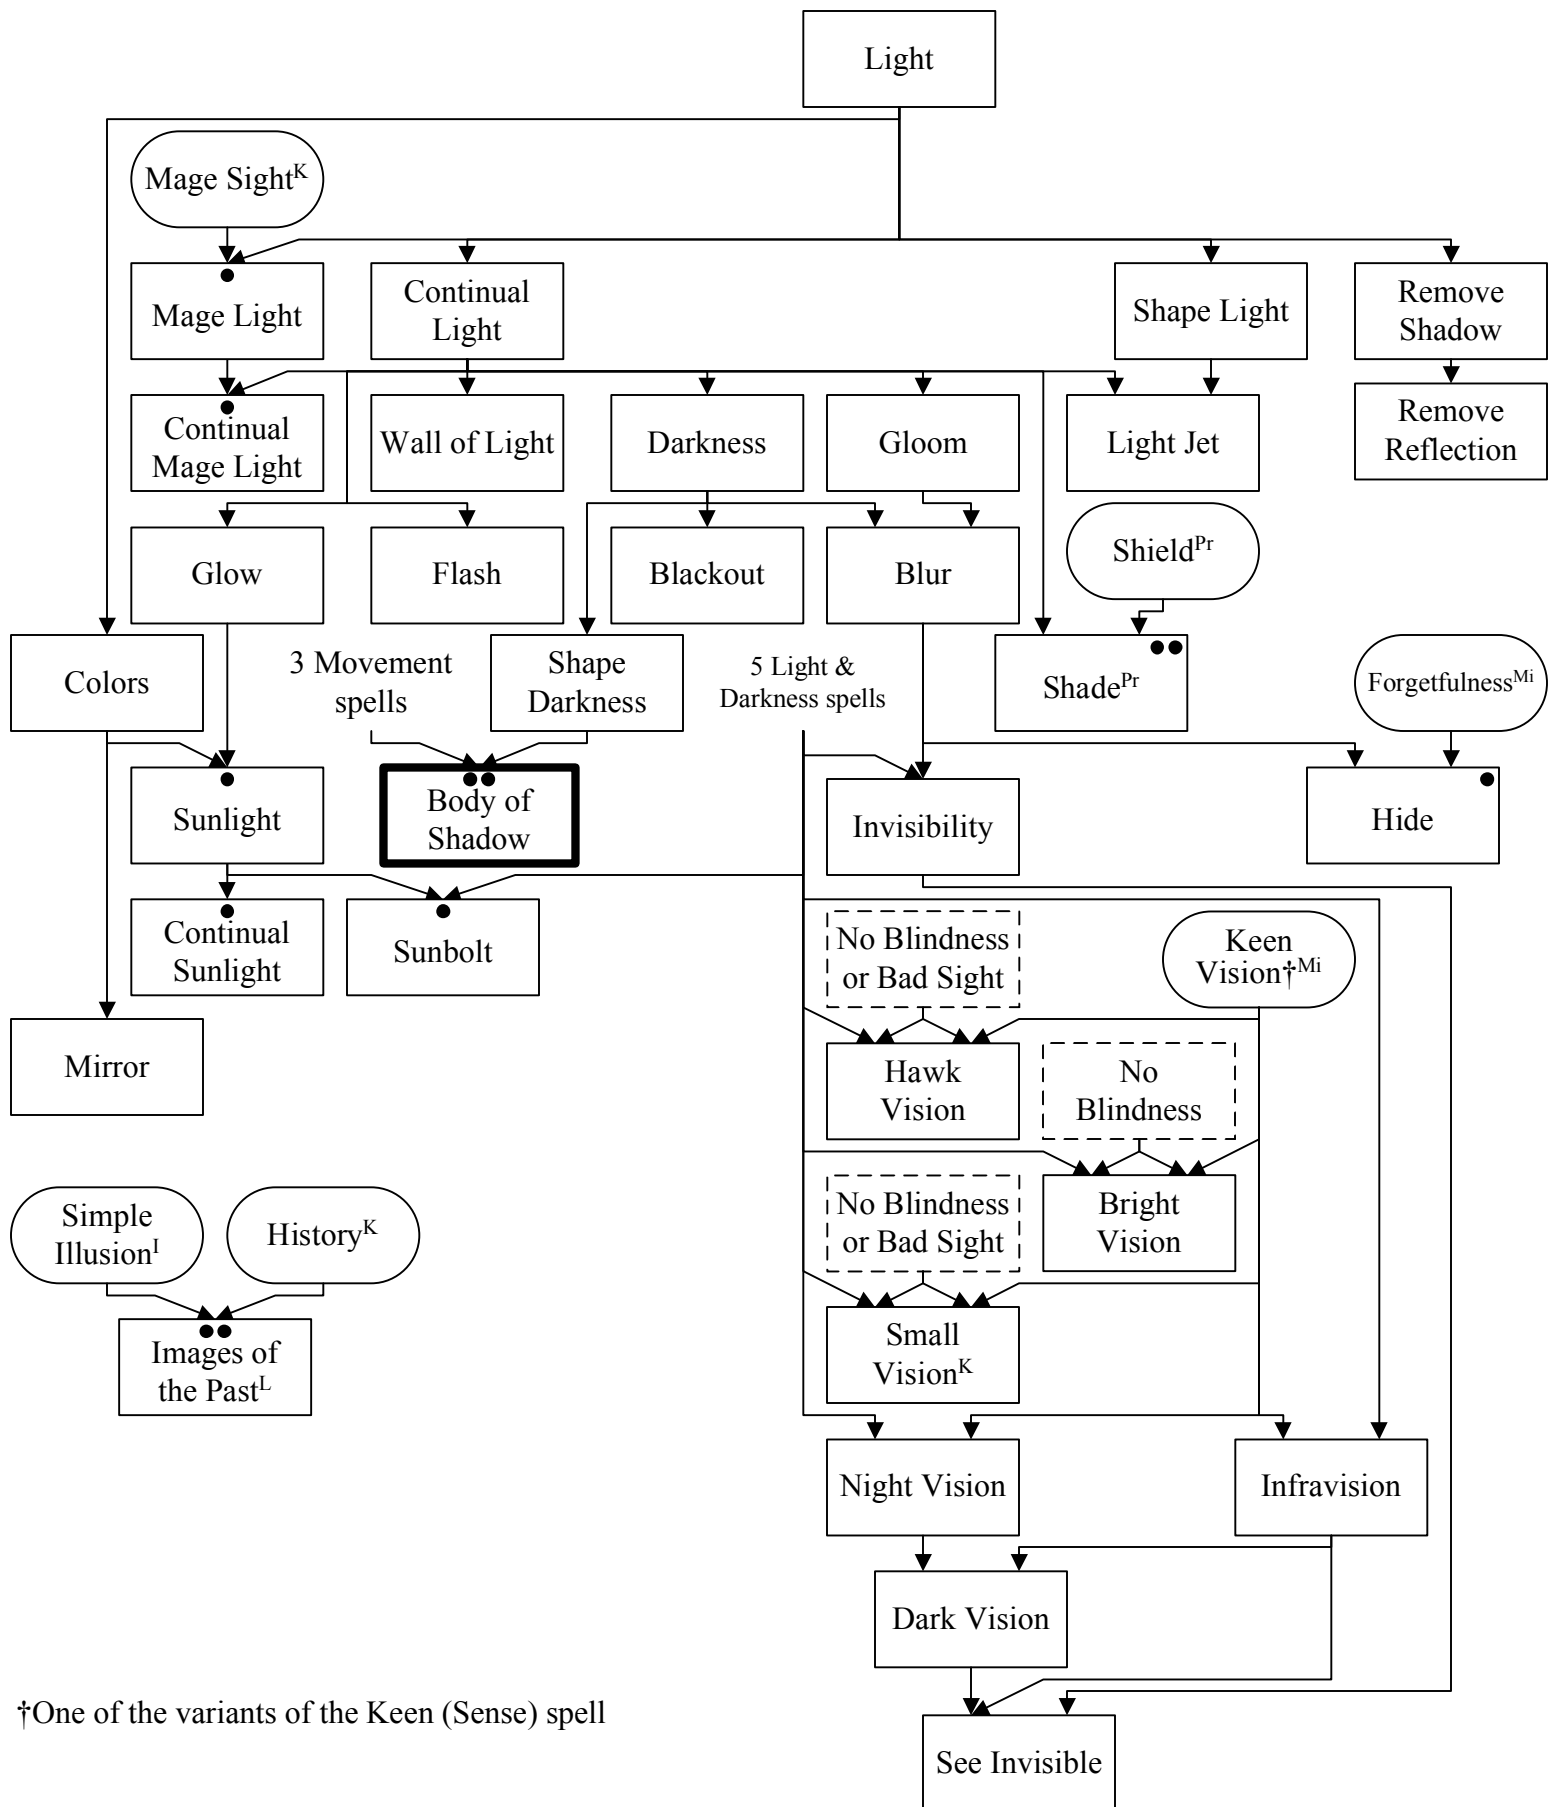 Light
Mage Sight^K
Mage Light
Continual
Light
Shape Light
Remove
Shadow
Continual
Mage Light
Wall of Light
Darkness
Gloom
Light Jet
Remove
Reflection
Glow
Flash
Blackout
Blur
Shield^Pr
Colors
3 Movement
spells
Shape
Darkness
5 Light &
Darkness spells
Shade^Pr
Forgetfulness^Mi
Sunlight
Body of
Shadow
Invisibility
Hide
Continual
Sunlight
Sunbolt
No Blindness
or Bad Sight
Keen
Vision†^Mi
Mirror
Hawk
Vision
No
Blindness
Simple
Illusion^I
History^K
No Blindness
or Bad Sight
Bright
Vision
Images of
the Past^L
Small
Vision^K
Night Vision
Infravision
Dark Vision
†One of the variants of the Keen (Sense) spell
See Invisible